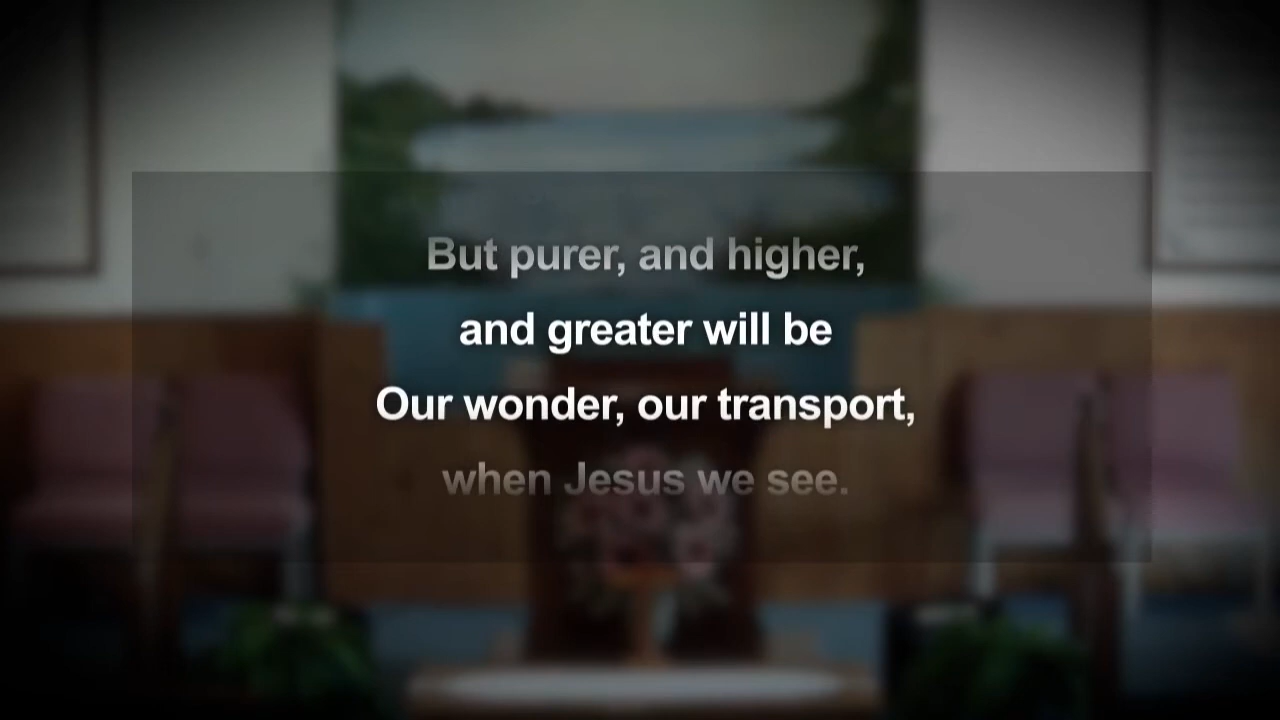 But purer, and higher,
and greater will be
Our wonder, our transport,
when Jesus we see.